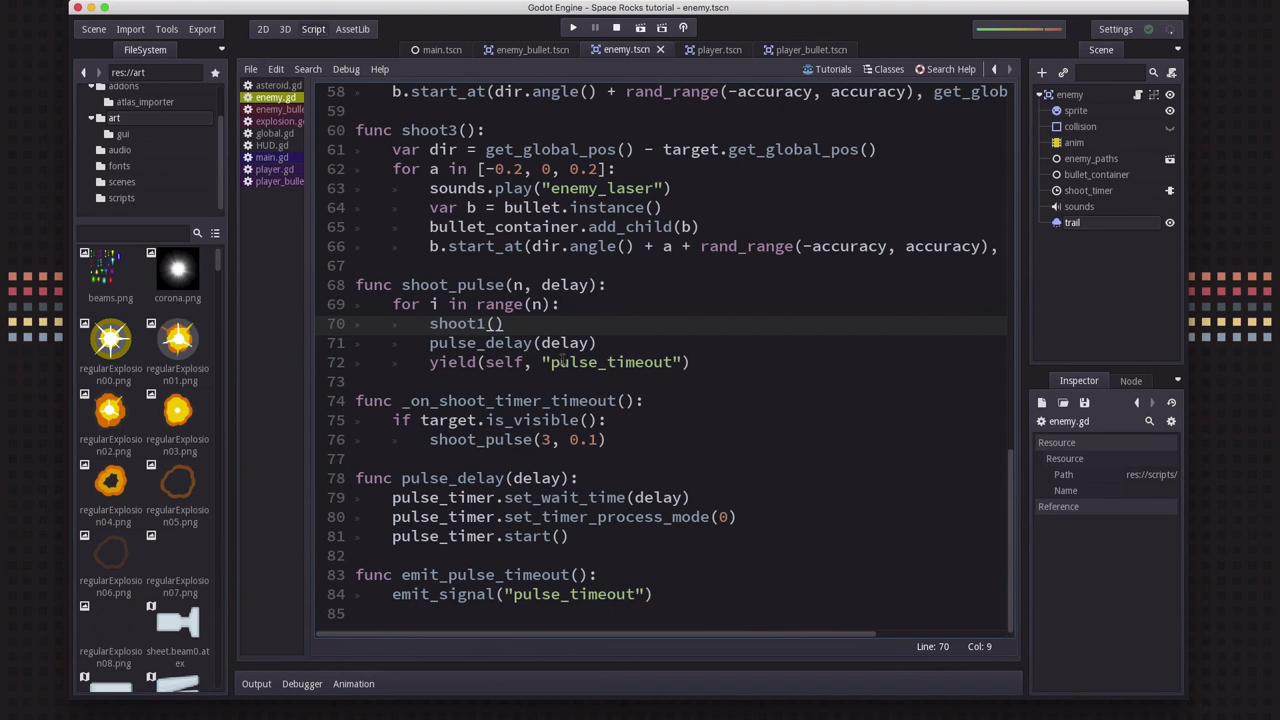 Godot Engine - Space Rocks tutorial - enemy.tscn
Scene Import Tools Export
2D 3D Script AssetLib
Settings
FileSystem
main.tscn enemy_bullet.tscn enemy.tscn player.tscn player_bullet.tscn
Scene
res://art
File Edit Search Debug Help
Tutorials Classes Search Help
addons
atlas_importer
art
gui
audio
fonts
scenes
scripts
beams.png
corona.png
regularExplosion00.png
regularExplosion01.png
regularExplosion02.png
regularExplosion03.png
regularExplosion04.png
regularExplosion05.png
regularExplosion06.png
regularExplosion07.png
regularExplosion08.png
sheet.beam0.atex
asteroid.gd
enemy.gd
enemy_bulle
explosion.gd
global.gd
HUD.gd
main.gd
player.gd
player_bulle
58 b.start_at(dir.angle() + rand_range(-accuracy, accuracy), get_glob
59
60 func shoot3():
61 var dir = get_global_pos() - target.get_global_pos()
62 for a in [-0.2, 0, 0.2]:
63 sounds.play("enemy_laser")
64 var b = bullet.instance()
65 bullet_container.add_child(b)
66 b.start_at(dir.angle() + a + rand_range(-accuracy, accuracy),
67
68 func shoot_pulse(n, delay):
69 for i in range(n):
70 shoot1()
71 pulse_delay(delay)
72 yield(self, "pulse_timeout")
73
74 func _on_shoot_timer_timeout():
75 if target.is_visible():
76 shoot_pulse(3, 0.1)
77
78 func pulse_delay(delay):
79 pulse_timer.set_wait_time(delay)
80 pulse_timer.set_timer_process_mode(0)
81 pulse_timer.start()
82
83 func emit_pulse_timeout():
84 emit_signal("pulse_timeout")
85
Line: 70 Col: 9
Output Debugger Animation
enemy
sprite
collision
anim
enemy_paths
bullet_container
shoot_timer
sounds
trail
Inspector Node
enemy.gd
Resource
Resource
Path res://scripts/
Name
Reference